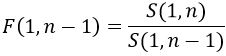 F(1, n − 1) = S(1, n) / S(1, n − 1)